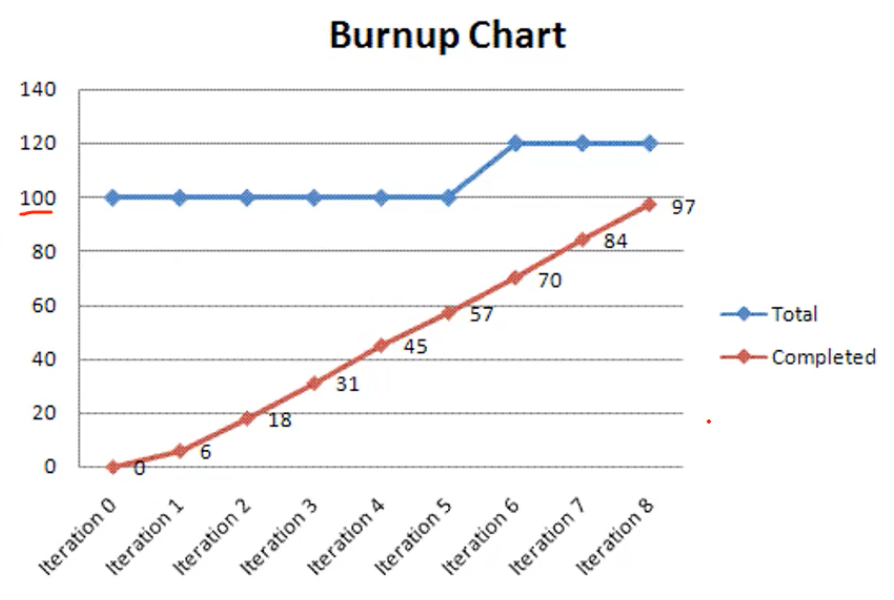 Burnup Chart
140
120
100
80
60
40
20
0
0
6
18
31
45
57
70
84
97
Iteration 0
Iteration 1
Iteration 2
Iteration 3
Iteration 4
Iteration 5
Iteration 6
Iteration 7
Iteration 8
Total
Completed